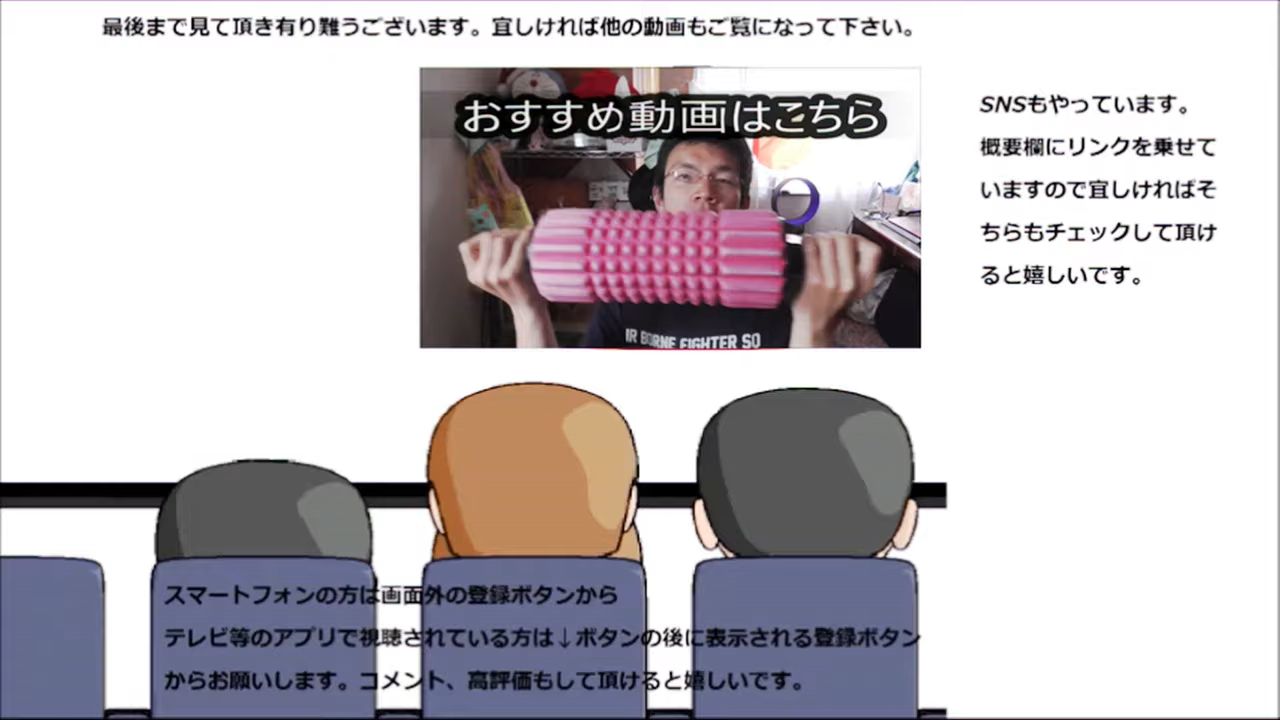 最後まで見て頂き有り難うございます。宜しければ他の動画もご覧になって下さい。
おすすめ動画はこちら
IR BORNE FIGHTER SO
SNSもやっています。
概要欄にリンクを乗せて
いますので宜しければそ
ちらもチェックして頂け
ると嬉しいです。
スマートフォンの方は画面外の登録ボタンから
テレビ等のアプリで視聴されている方は↓ボタンの後に表示される登録ボタン
からお願いします。コメント、高評価もして頂けると嬉しいです。